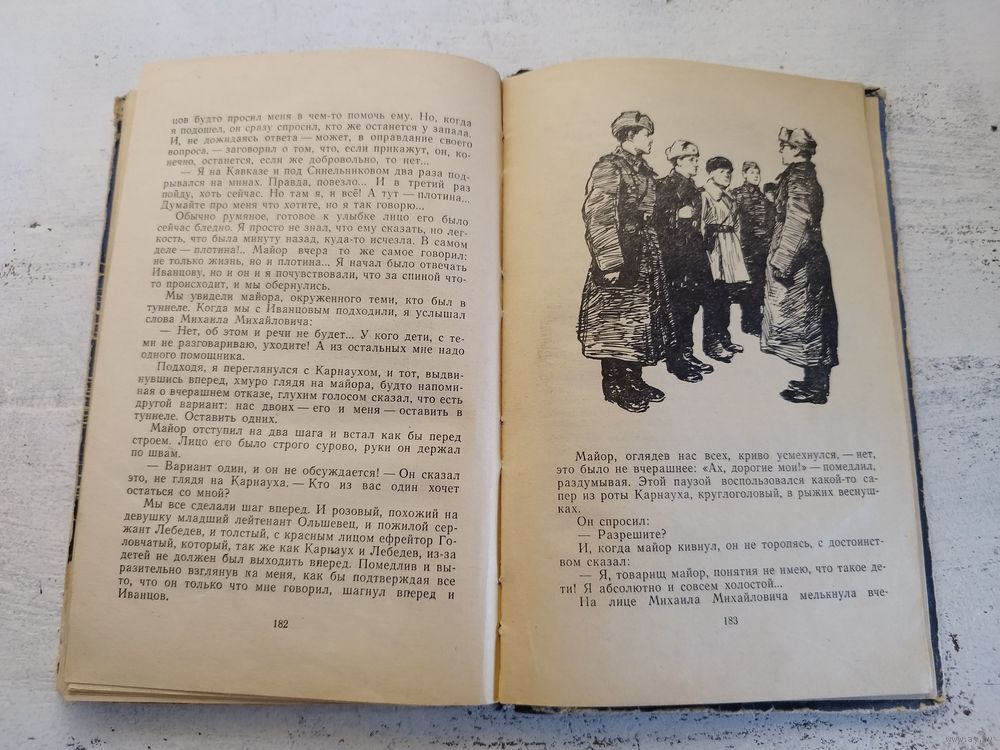 цов будто просил меня в чем-то помочь ему. Но, когда
я подошел, он сразу спросил, кто же останется у запала.
И, не дожидаясь ответа — может, в оправдание своего
вопроса, — заговорил о том, что, если прикажут, он, ко-
нечно, останется, если же добровольно, то нет...
— Я на Кавказе и под Синельниковом два раза под-
рывался на минах. Правда, повезло... И в третий раз
пойду, хоть сейчас. Но там я, и всё! А тут — плотина...
Думайте про меня что хотите, но я так говорю...
Обычно румяное, готовое к улыбке лицо его было
сейчас бледно. Я просто не знал, что ему сказать, но лег-
кость, что была минуту назад, куда-то исчезла. В самом
деле — плотина!.. Майор вчера то же самое говорил:
не только жизнь, но и плотина... Я начал было отвечать
Иванцову, но и он и я почувствовали, что за спиной что-
то происходит, и мы обернулись.
Мы увидели майора, окруженного теми, кто был в
туннеле. Когда мы с Иванцовым подходили, я услышал
слова Михаила Михайловича:
— Нет, об этом и речи не будет... У кого дети, с те-
ми не разговариваю, уходите! А из остальных мне надо
одного помощника.
Подходя, я переглянулся с Карнаухом, и тот, выдви-
нувшись вперед, хмуро глядя на майора, будто напоми-
ная о вчерашнем отказе, глухим голосом сказал, что есть
другой вариант: нас двоих — его и меня — оставить в
туннеле. Оставить одних.
Майор отступил на два шага и встал как бы перед
строем. Лицо его было строго сурово, руки он держал
по швам.
— Вариант один, и он не обсуждается! — Он сказал
это, не глядя на Карнауха. — Кто из вас один хочет
остаться со мной?
Мы все сделали шаг вперед. И розовый, похожий на
девушку младший лейтенант Ольшевец, и пожилой сер-
жант Лебедев, и толстый, с красным лицом ефрейтор Го-
ловчатый, который, так же как Карнаух и Лебедев, из-за
детей не должен был выходить вперед. Помедлив и вы-
разительно взглянув на меня, как бы подтверждая все
то, что он только что мне говорил, шагнул вперед и
Иванцов.
182
Майор, оглядев нас всех, криво усмехнулся, — нет,
это было не вчерашнее: «Ах, дорогие мои!» — помедлил,
раздумывая. Этой паузой воспользовался какой-то са-
пер из роты Карнауха, круглоголовый, в рыжих веснуш-
ках.
Он спросил:
— Разрешите?
И, когда майор кивнул, он не торопясь, с достоинст-
вом сказал:
— Я, товарищ майор, понятия не имею, что такое де-
ти! Я абсолютно и совсем холостой...
На лице Михаила Михайловича мелькнула вче-
183